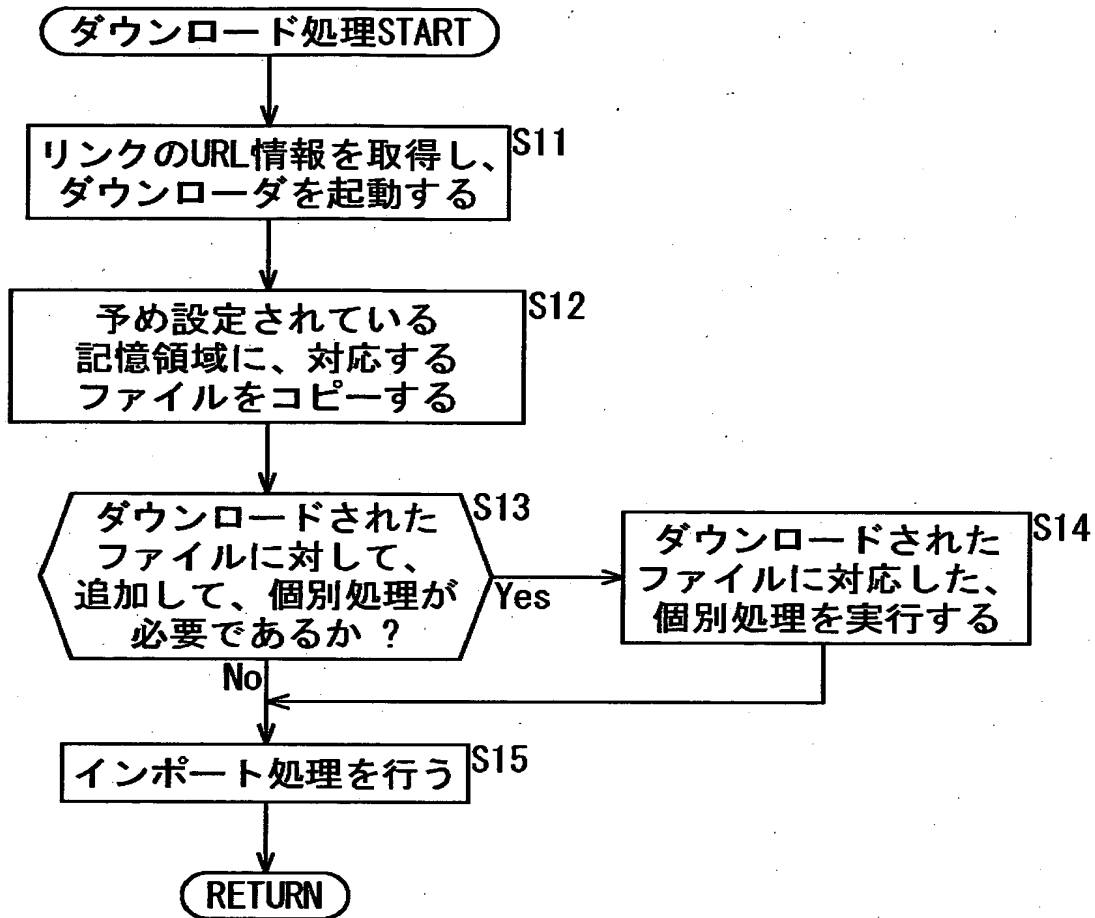 ダウンロード処理START
リンクのURL情報を取得し、
ダウンローダを起動する
S11
予め設定されている
記憶領域に、対応する
ファイルをコピーする
S12
ダウンロードされた
ファイルに対して、
追加して、個別処理が
必要であるか ?
S13
Yes
ダウンロードされた
ファイルに対応した、
個別処理を実行する
S14
No
インポート処理を行う
S15
RETURN